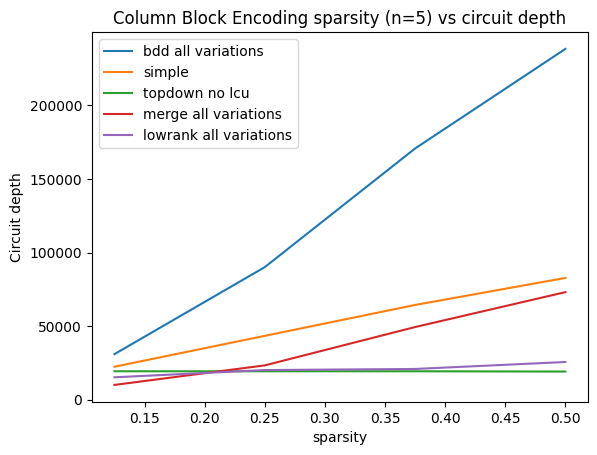 Column Block Encoding sparsity (n=5) vs circuit depth
bdd all variations
simple
topdown no lcu
merge all variations
lowrank all variations
Circuit depth
200000
150000
100000
50000
0
0.15 0.20 0.25 0.30 0.35 0.40 0.45 0.50
sparsity